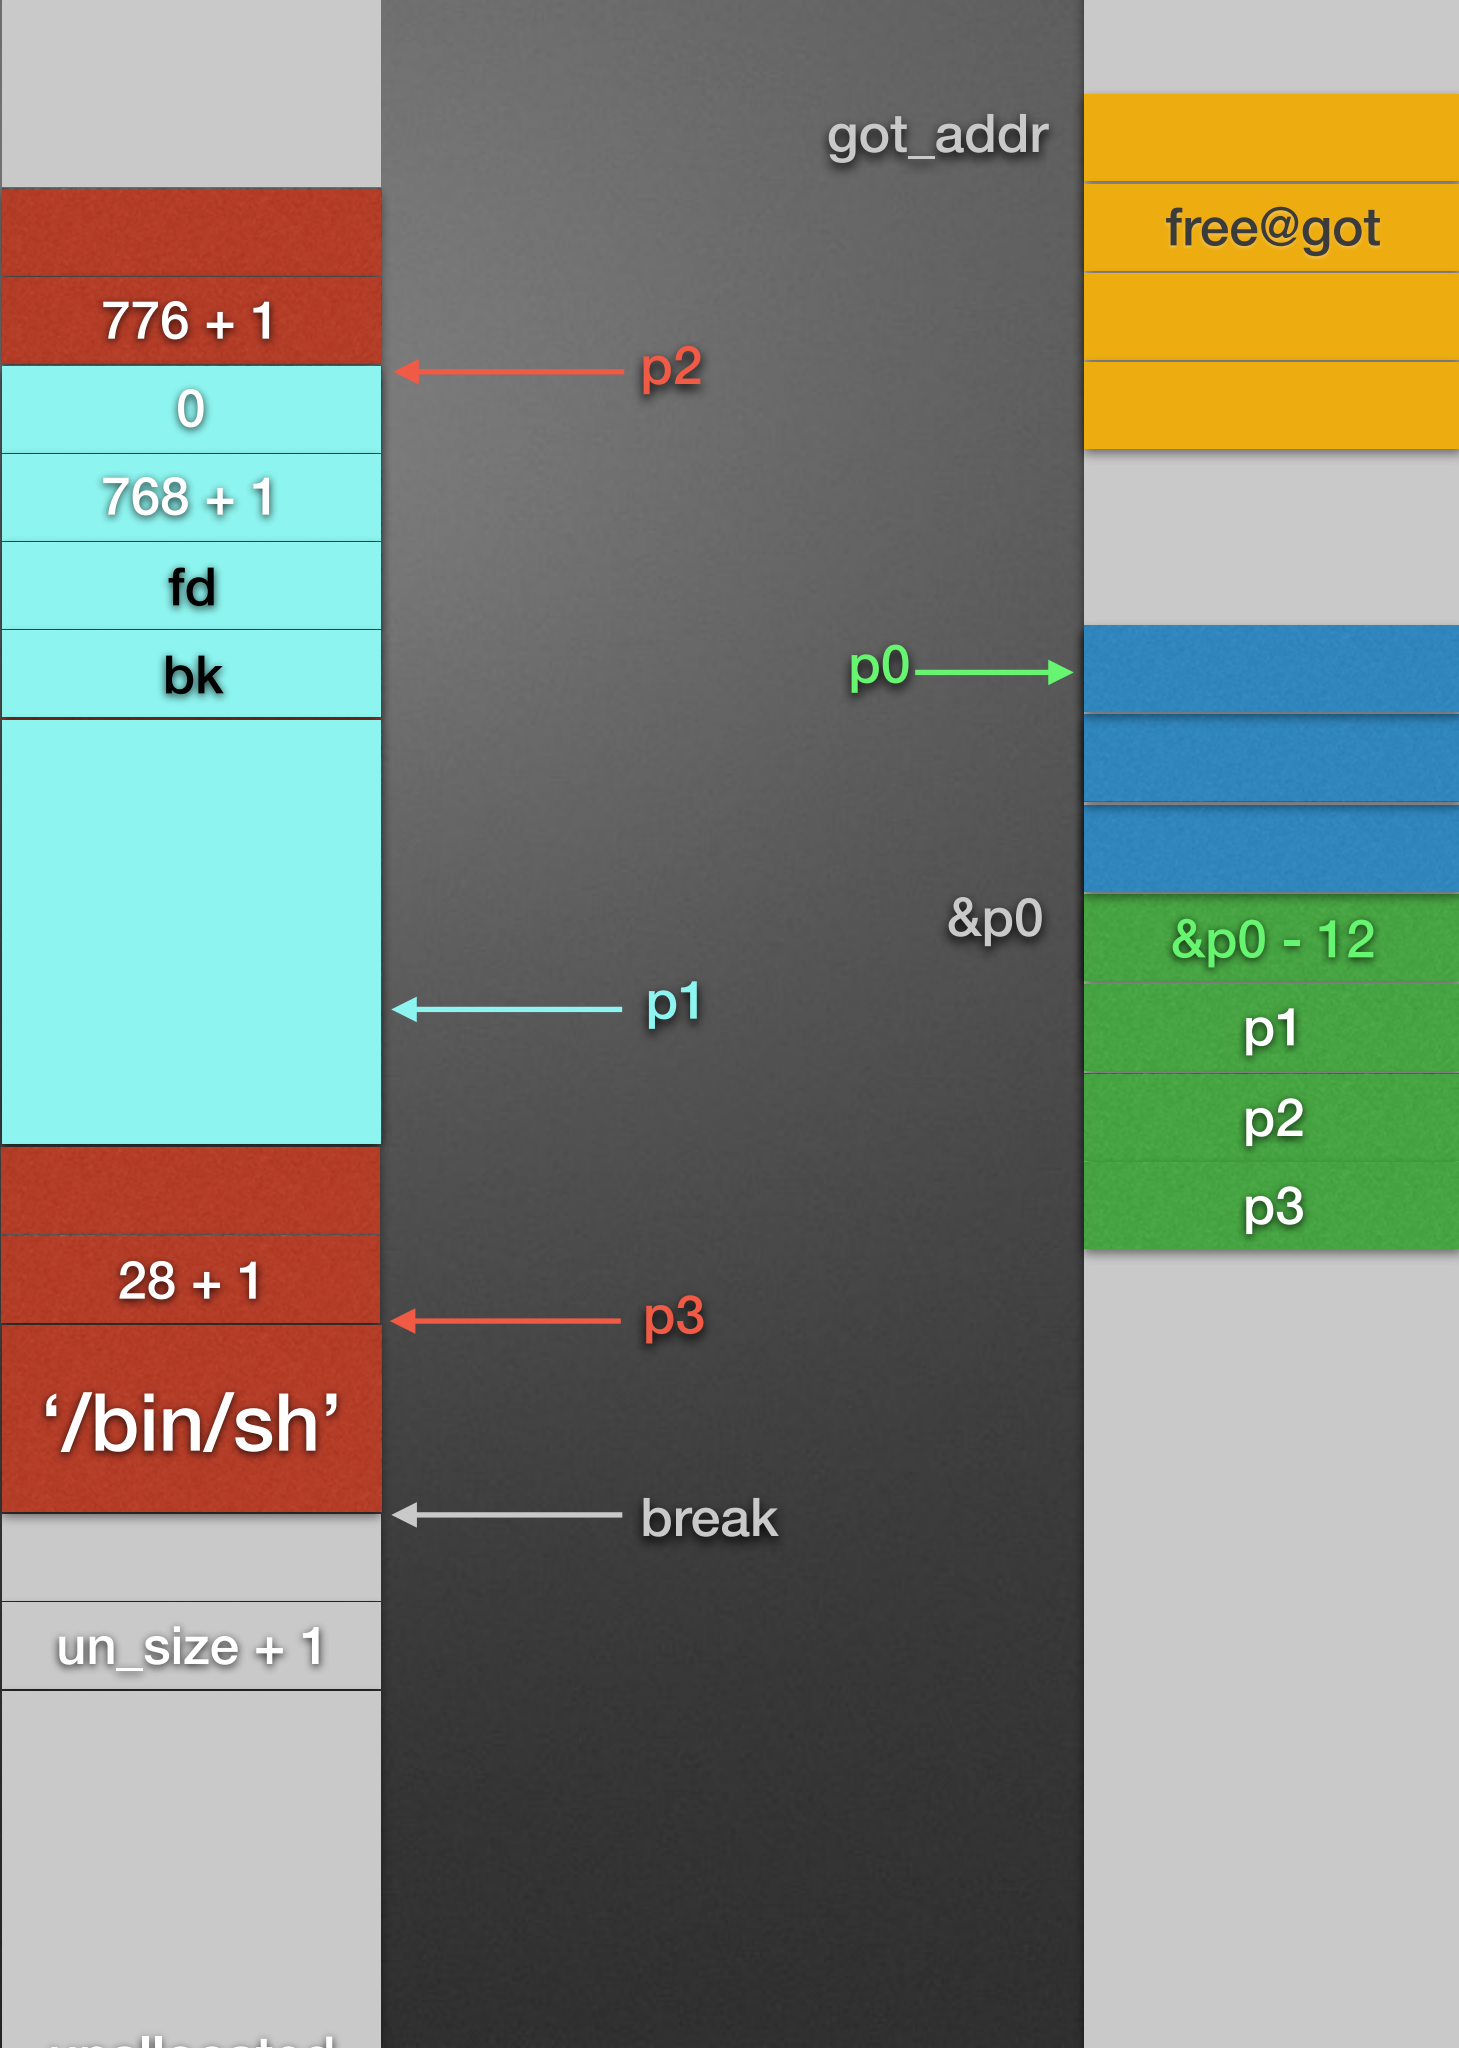 776 + 1
0
768 + 1
fd
bk
28 + 1
‘/bin/sh’
un_size + 1
p2
p1
p3
break
got_addr
p0
&p0
free@got
&p0 - 12
p1
p2
p3